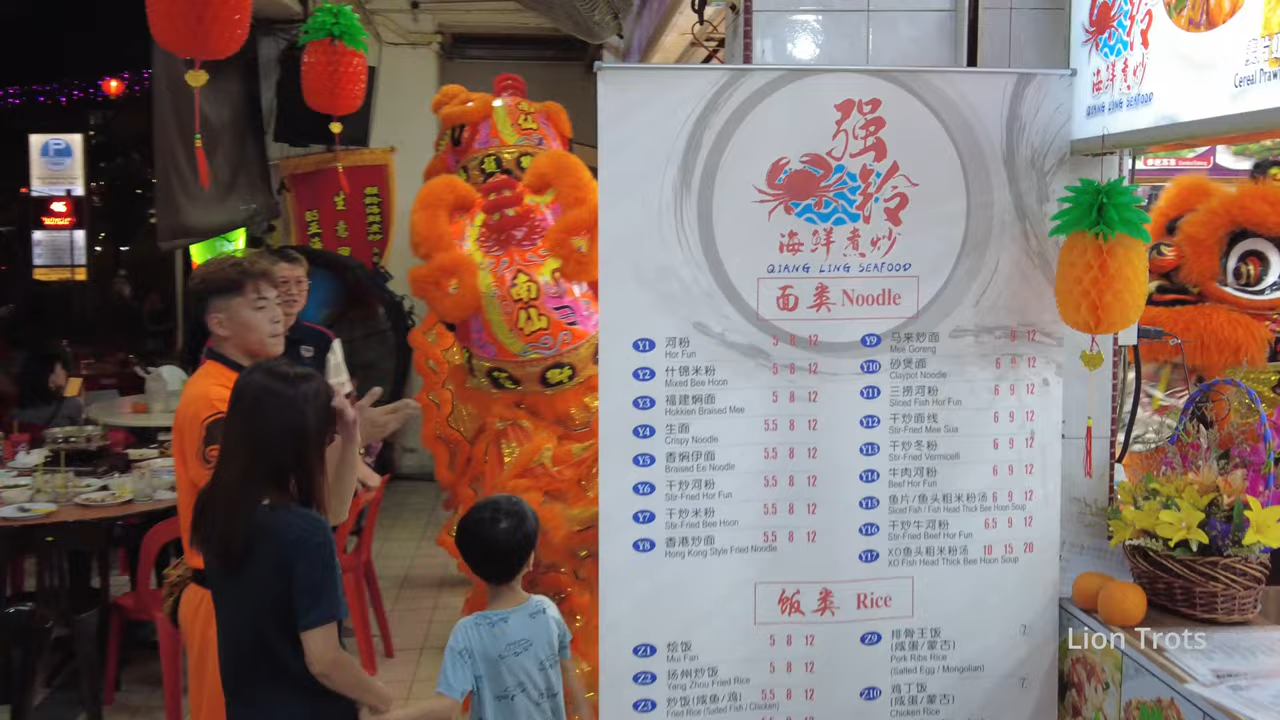 强
铃
海鲜煮炒
QIANG LING SEAFOOD
面类 Noodle
Y1 河粉 5 8 12
Hor Fun
Y2 什锦米粉 5 8 12
Mixed Bee Hoon
Y3 福建焖面 5 8 12
Hokkien Braised Mee
Y4 生面 5.5 8 12
Crispy Noodle
Y5 香焖伊面 5.5 8 12
Braised Ee Noodle
Y6 干炒河粉 5.5 8 12
Stir-Fried Hor Fun
Y7 干炒米粉 5.5 8 12
Stir-Fried Bee Hoon
Y8 香港炒面 5.5 8 12
Hong Kong Style Fried Noodle
Y9 马来炒面 9 12
Mee Goreng
Y10 砂煲面 6 9 12
Claypot Noodle
Y11 三捞河粉 6 9 12
Sliced Fish Hor Fun
Y12 干炒面线 6 9 12
Stir-Fried Mee Sua
Y13 干炒冬粉 6 9 12
Stir-Fried Vermicelli
Y14 牛肉河粉 6 9 12
Beef Hor Fun
Y15 鱼片/鱼头粗米粉汤 6 9 12
Sliced Fish / Fish Head Thick Bee Hoon Soup
Y16 干炒牛河粉 6.5 9 12
Stir-Fried Beef Hor Fun
Y17 XO鱼头粗米粉汤 10 15 20
XO Fish Head Thick Bee Hoon Soup
饭类 Rice
Z1 烩饭 5 8 12
Mui Fan
Z2 扬州炒饭 5 8 12
Yang Zhou Fried Rice
Z3 炒饭(咸鱼/鸡) 5.5 8 12
Fried Rice (Salted Fish / Chicken)
Z9 排骨王饭 7.
(咸蛋/蒙古)
Pork Ribs Rice
(Salted Egg / Mongolian)
Z10 鸡丁饭 7.
(咸蛋/蒙古)
Chicken Rice
铃
海鲜煮炒
QIANG LING SEAFOOD
Cereal Praw
南仙
南仙
生意
P
Lion Trots